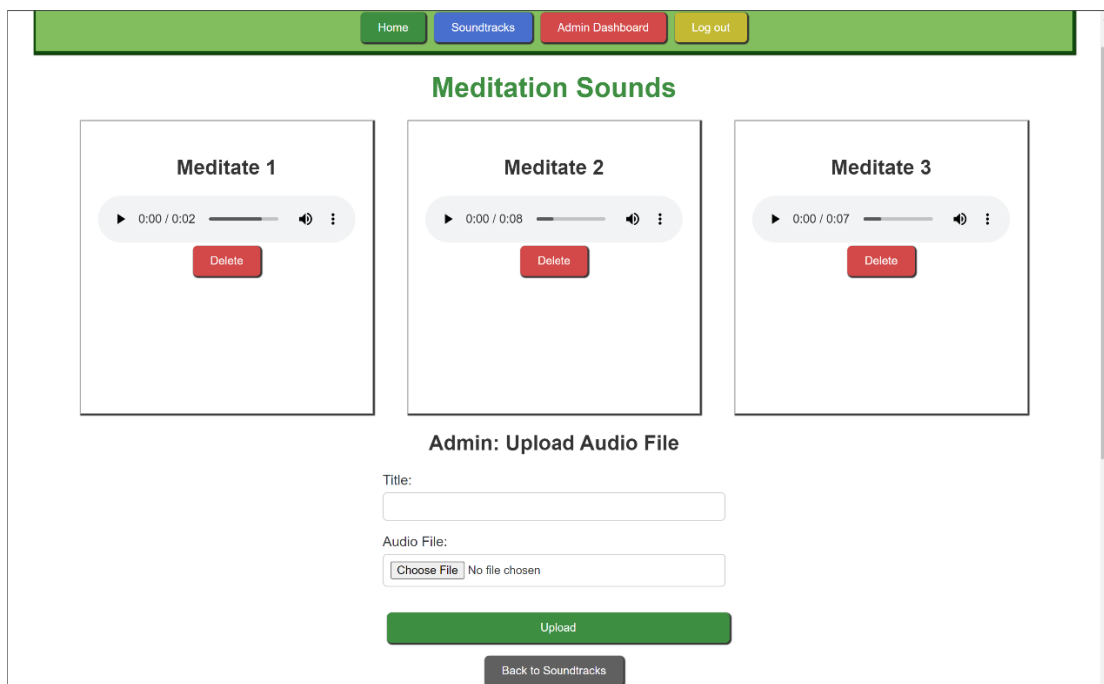 Home Soundtracks Admin Dashboard Log out
Meditation Sounds
Meditate 1 Meditate 2 Meditate 3
0:00 / 0:02 0:00 / 0:08 0:00 / 0:07
Delete Delete Delete
Admin: Upload Audio File
Title:
Audio File:
Choose File No file chosen
Upload
Back to Soundtracks